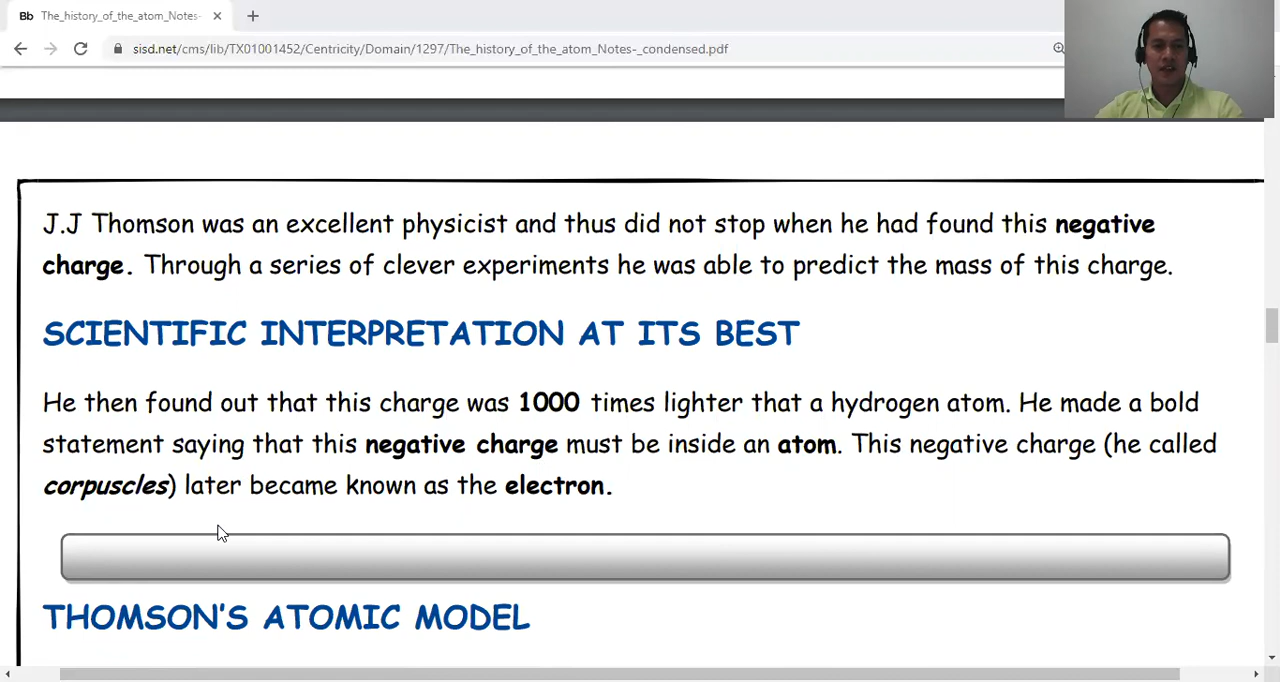 Bb The_history_of_the_atom_Notes-
sisd.net/cms/lib/TX01001452/Centricity/Domain/1297/The_history_of_the_atom_Notes-_condensed.pdf
J.J Thomson was an excellent physicist and thus did not stop when he had found this negative
charge. Through a series of clever experiments he was able to predict the mass of this charge.
SCIENTIFIC INTERPRETATION AT ITS BEST
He then found out that this charge was 1000 times lighter that a hydrogen atom. He made a bold
statement saying that this negative charge must be inside an atom. This negative charge (he called
corpuscles) later became known as the electron.
THOMSON'S ATOMIC MODEL